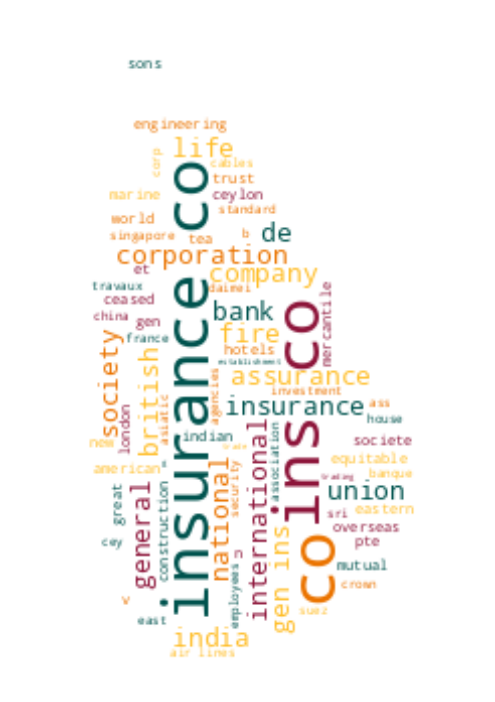 sons
engineering
life
corp
cables
trust
marine
ceylon
standard
world
singapore
tea
b
de
insurance co
corporation
et
company
travaux
daimei
ceased
mercantile
china
gen
bank
co
fire
france
society
british
hotels
establishment
assurance
agencies
investment
london
asiatic
insurance
ass
house
new
indian
international
association
ins co
societe
american
national
security
equitable
banque
trading
great
general
construction
union
eastern
sri
overseas
cey
gen ins
pte
mutual
employees
crown
v
suez
east
india
air lines